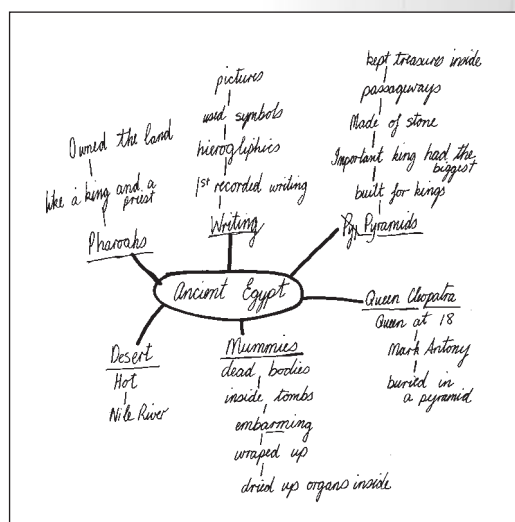 Ancient Egypt
Pharoahs
like a king and a
priest
Owned the land
Writing
1st recorded writing
hierogliphics
used symbols
pictures
Pyr Pyramids
built for kings
Important king had the
biggest
Made of stone
passageways
kept treasures inside
Queen Cleopatra
Queen at 18
Mark Antony
buried in
a pyramid
Mummies
dead bodies
inside tombs
embarming
wraped up
dried up organs inside
Desert
Hot
Nile River